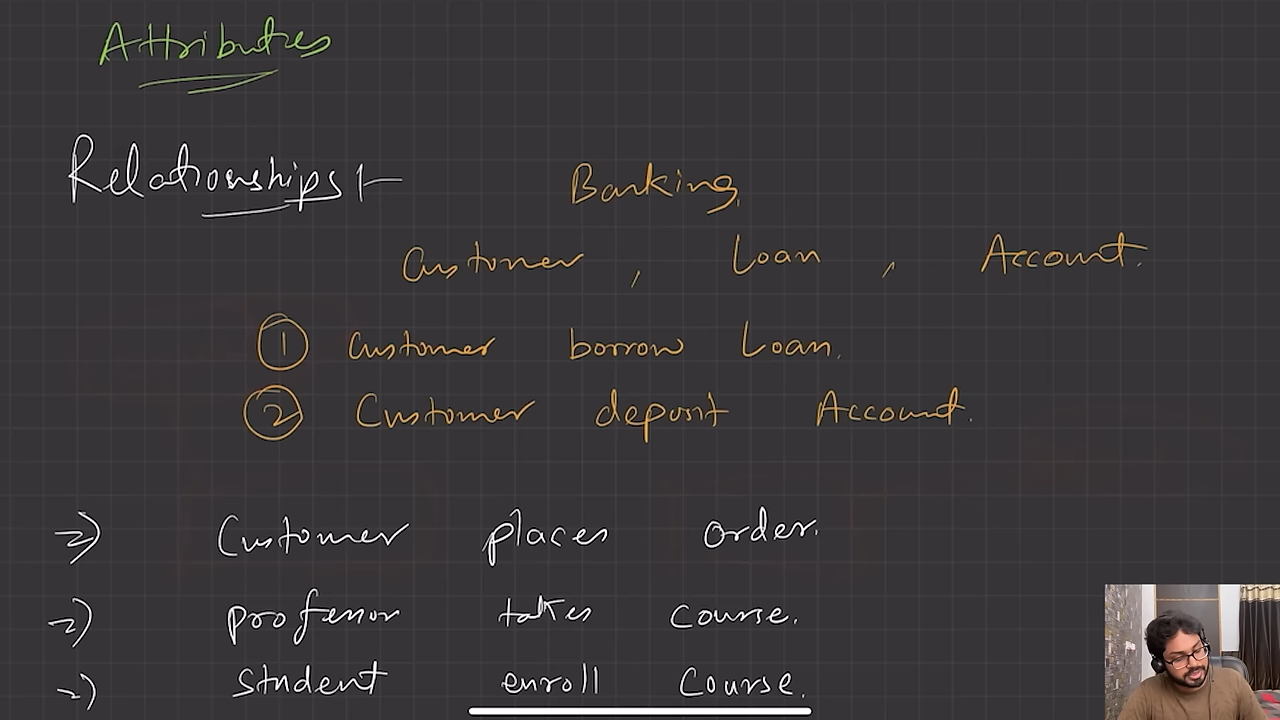 Attributes
Relationships :-
Banking,
Customer , Loan , Account.
① Customer borrow Loan.
② Customer deposit Account.
=> Customer places order.
=> professor takes Course.
=> student enroll Course.